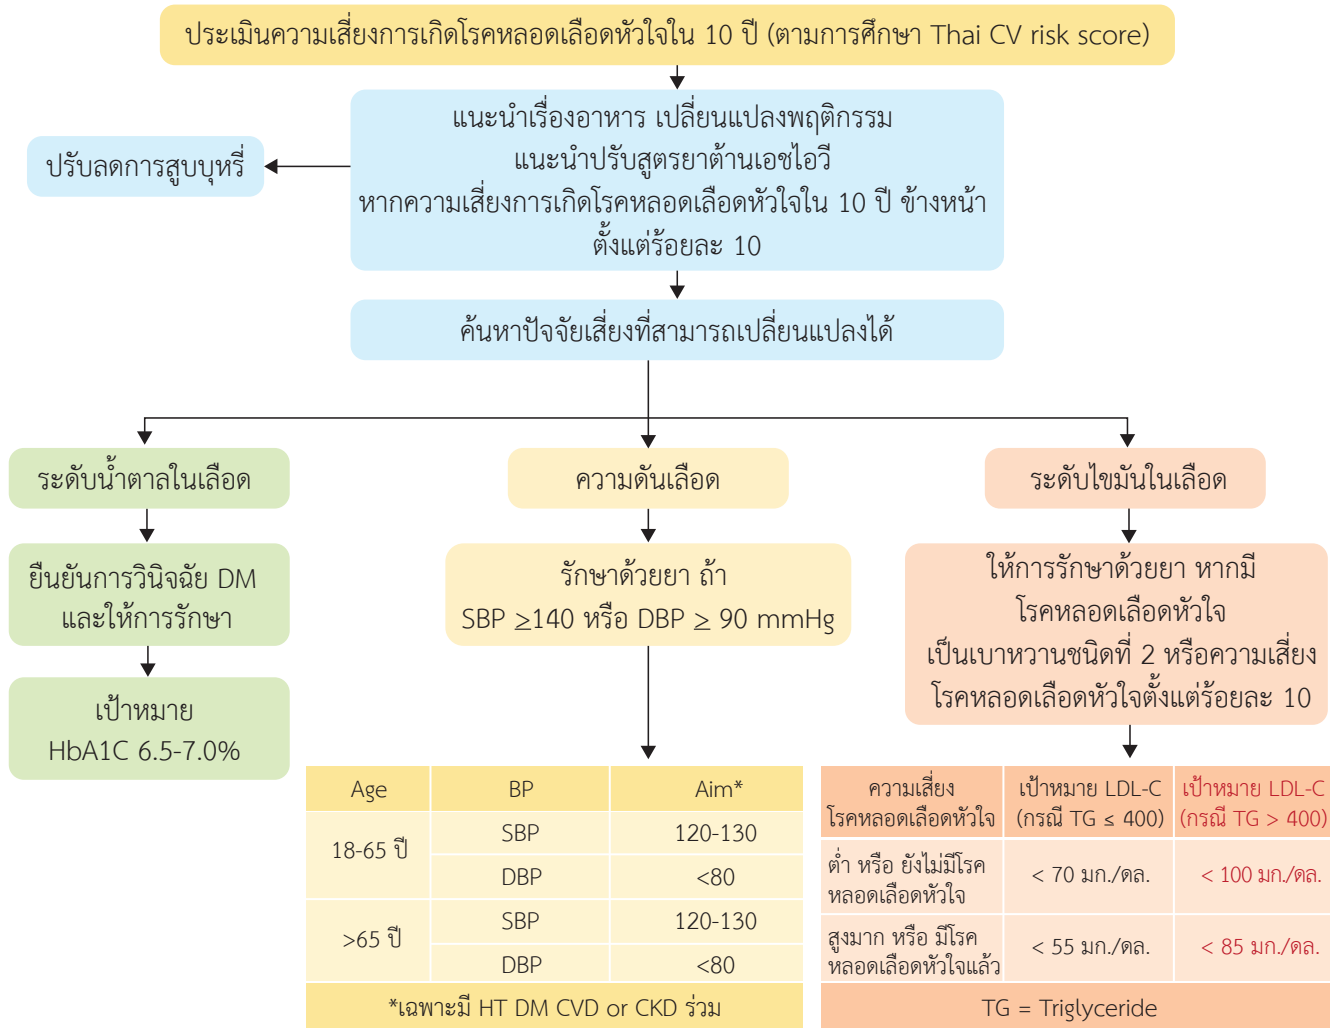 ประเมินความเสี่ยงการเกิดโรคหลอดเลือดหัวใจใน 10 ปี (ตามการศึกษา Thai CV risk score)
แนะนำเรื่องอาหาร เปลี่ยนแปลงพฤติกรรม
แนะนำปรับสูตรยาต้านเอชไอวี
หากความเสี่ยงการเกิดโรคหลอดเลือดหัวใจใน 10 ปี ข้างหน้า
ตั้งแต่ร้อยละ 10
ปรับลดการสูบบุหรี่
ค้นหาปัจจัยเสี่ยงที่สามารถเปลี่ยนแปลงได้
ระดับน้ำตาลในเลือด
ยืนยันการวินิจฉัย DM
และให้การรักษา
เป้าหมาย
HbA1C 6.5-7.0%
ความดันเลือด
รักษาด้วยยา ถ้า
SBP ≥140 หรือ DBP ≥ 90 mmHg
Age BP Aim*
18-65 ปี SBP 120-130
DBP <80
>65 ปี SBP 120-130
DBP <80
*เฉพาะมี HT DM CVD or CKD ร่วม
ระดับไขมันในเลือด
ให้การรักษาด้วยยา หากมี
โรคหลอดเลือดหัวใจ
เป็นเบาหวานชนิดที่ 2 หรือความเสี่ยง
โรคหลอดเลือดหัวใจตั้งแต่ร้อยละ 10
ความเสี่ยง เป้าหมาย LDL-C เป้าหมาย LDL-C
โรคหลอดเลือดหัวใจ (กรณี TG ≤ 400) (กรณี TG > 400)
ต่ำ หรือ ยังไม่มีโรค
หลอดเลือดหัวใจ < 70 มก./ดล. < 100 มก./ดล.
สูงมาก หรือ มีโรค
หลอดเลือดหัวใจแล้ว < 55 มก./ดล. < 85 มก./ดล.
TG = Triglyceride